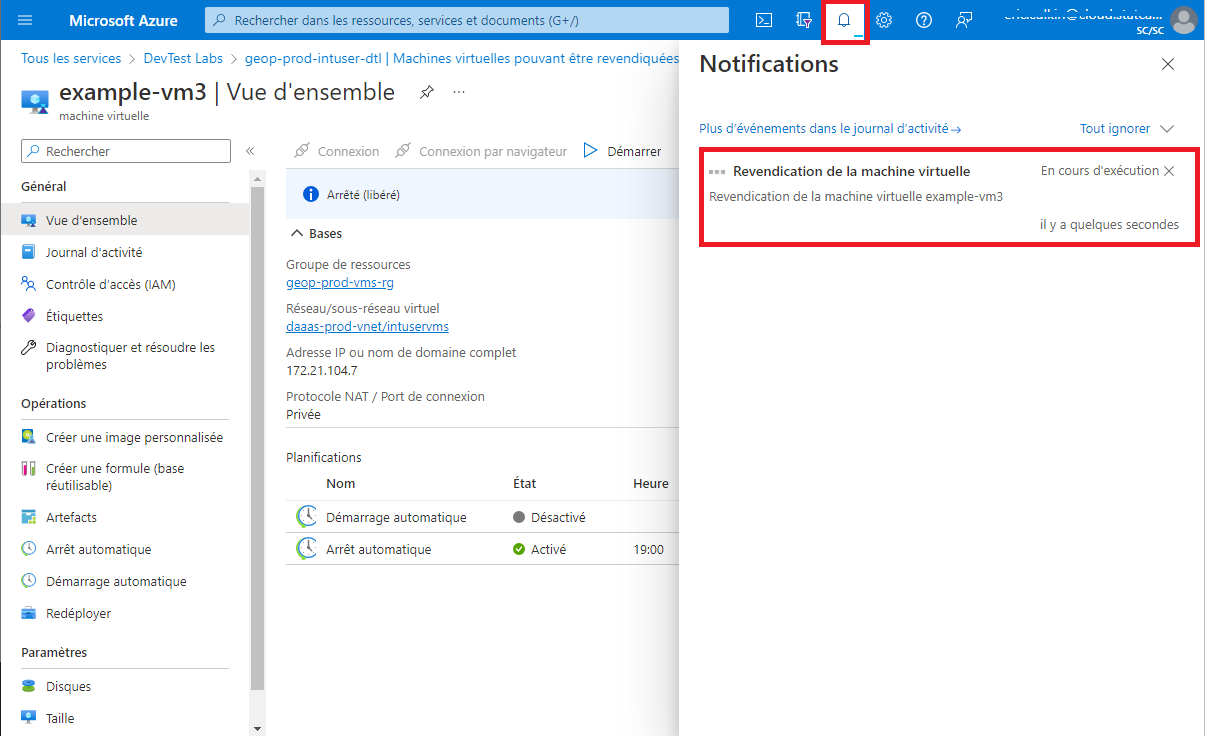 Microsoft Azure
Rechercher dans les ressources, services et documents (G+/)
SC/SC
Tous les services > DevTest Labs > geop-prod-intuser-dtl | Machines virtuelles pouvant être revendiquées
example-vm3 | Vue d'ensemble
...
machine virtuelle
Rechercher
«
Général
Vue d'ensemble
Journal d'activité
Contrôle d'accès (IAM)
Étiquettes
Diagnostiquer et résoudre les
problèmes
Opérations
Créer une image personnalisée
Créer une formule (base
réutilisable)
Artefacts
Arrêt automatique
Démarrage automatique
Redéployer
Paramètres
Disques
Taille
Connexion
Connexion par navigateur
Démarrer
Arrêté (libéré)
Bases
Groupe de ressources
geop-prod-vms-rg
Réseau/sous-réseau virtuel
daaas-prod-vnet/intuservms
Adresse IP ou nom de domaine complet
172.21.104.7
Protocole NAT / Port de connexion
Privée
Planifications
Nom État Heure
Démarrage automatique Désactivé
Arrêt automatique Activé 19:00
Notifications
Plus d'événements dans le journal d'activité→
Tout ignorer
Revendication de la machine virtuelle
En cours d'exécution
Revendication de la machine virtuelle example-vm3
il y a quelques secondes